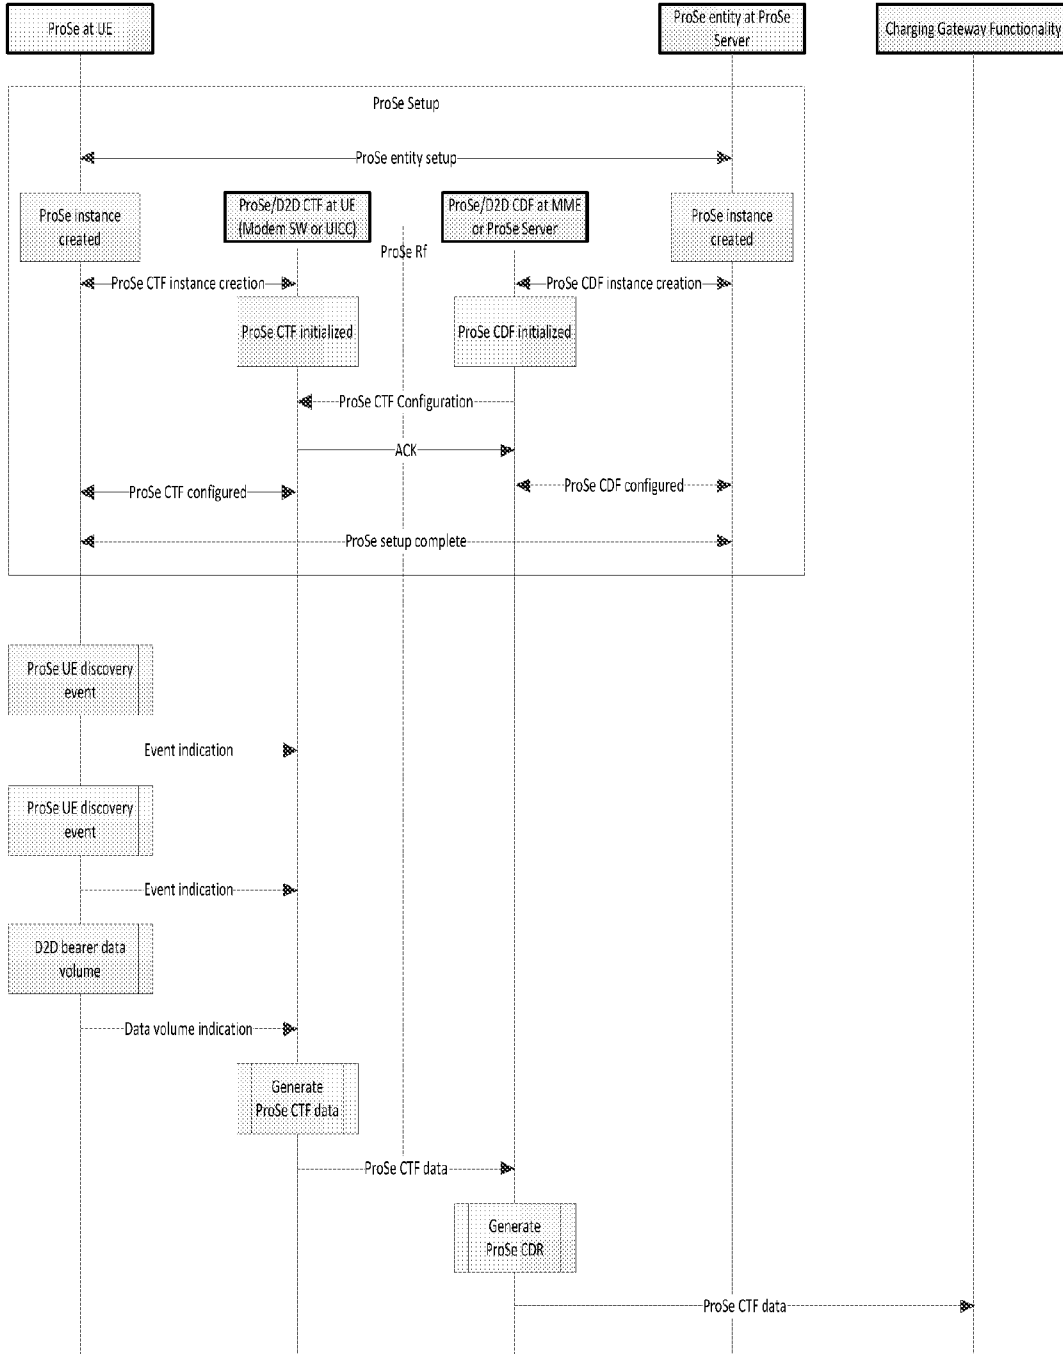 ProSe at UE
ProSe entity at ProSe
Server
Charging Gateway Functionality
ProSe Setup
ProSe entity setup
ProSe instance
created
ProSe/D2D CTF at UE
(Modem SW or UICC)
ProSe/D2D CDF at MME
or ProSe Server
ProSe instance
created
ProSe Rf
ProSe CTF instance creation
ProSe CDF instance creation
ProSe CTF initialized
ProSe CDF initialized
ProSe CTF Configuration
ACK
ProSe CTF configured
ProSe CDF configured
ProSe setup complete
ProSe UE discovery
event
Event indication
ProSe UE discovery
event
Event indication
D2D bearer data
volume
Data volume indication
Generate
ProSe CTF data
ProSe CTF data
Generate
ProSe CDR
ProSe CTF data